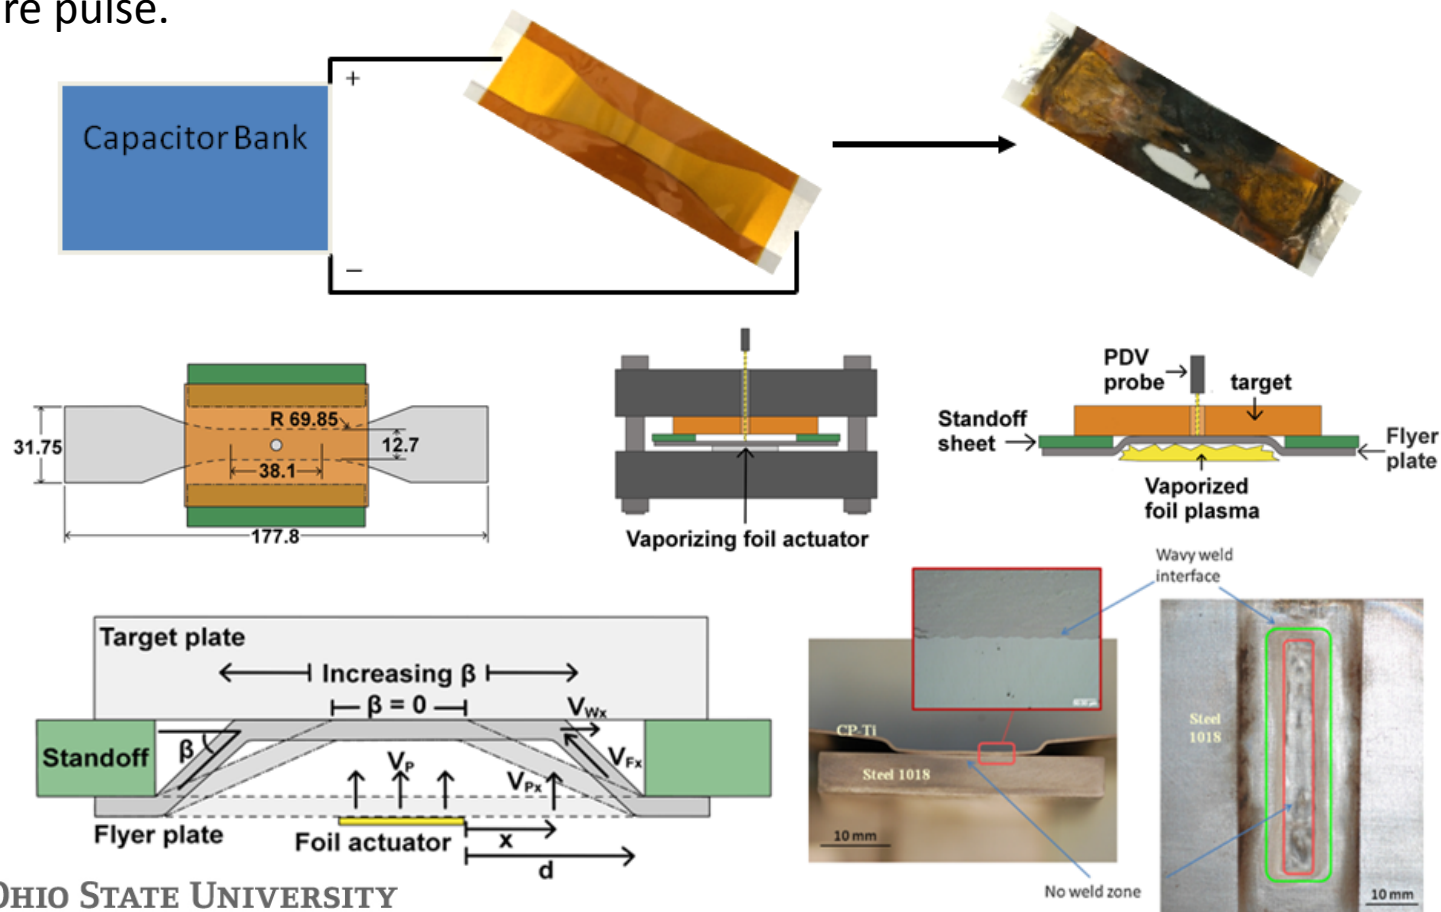 re pulse.
Capacitor Bank
+
–
PDV
probe
target
Standoff
sheet
Flyer
plate
Vaporized
foil plasma
31.75
R 69.85
12.7
38.1
177.8
Vaporizing foil actuator
Target plate
Increasing β
β = 0
Standoff
β
V_Wx
V_Fx
V_P
V_Px
Flyer plate
Foil actuator
x
d
Wavy weld
interface
CP-Ti
Steel 1018
10 mm
Steel
1018
No weld zone
10 mm
OHIO STATE UNIVERSITY